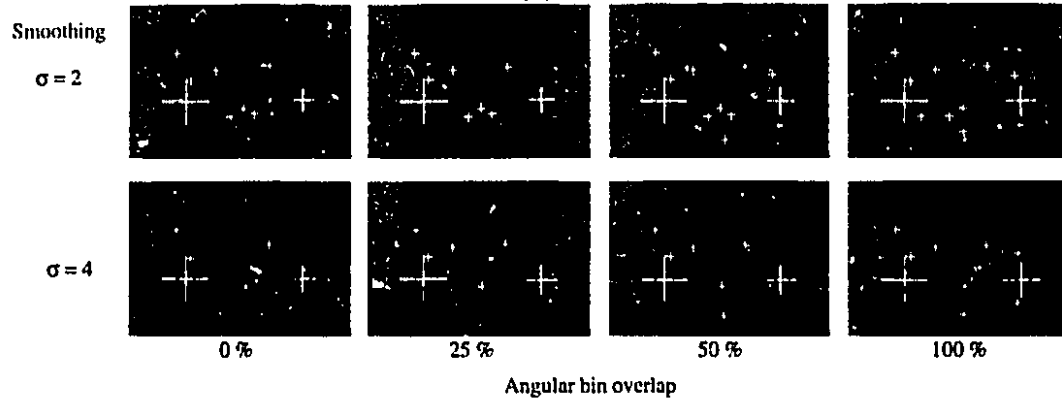 Smoothing
σ = 2
σ = 4
0 %
25 %
50 %
100 %
Angular bin overlap